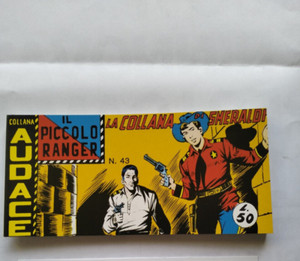 COLLANA
AUDACE
IL
PICCOLO
RANGER
N. 43
LA COLLANA DI SMERALDI
L. 50